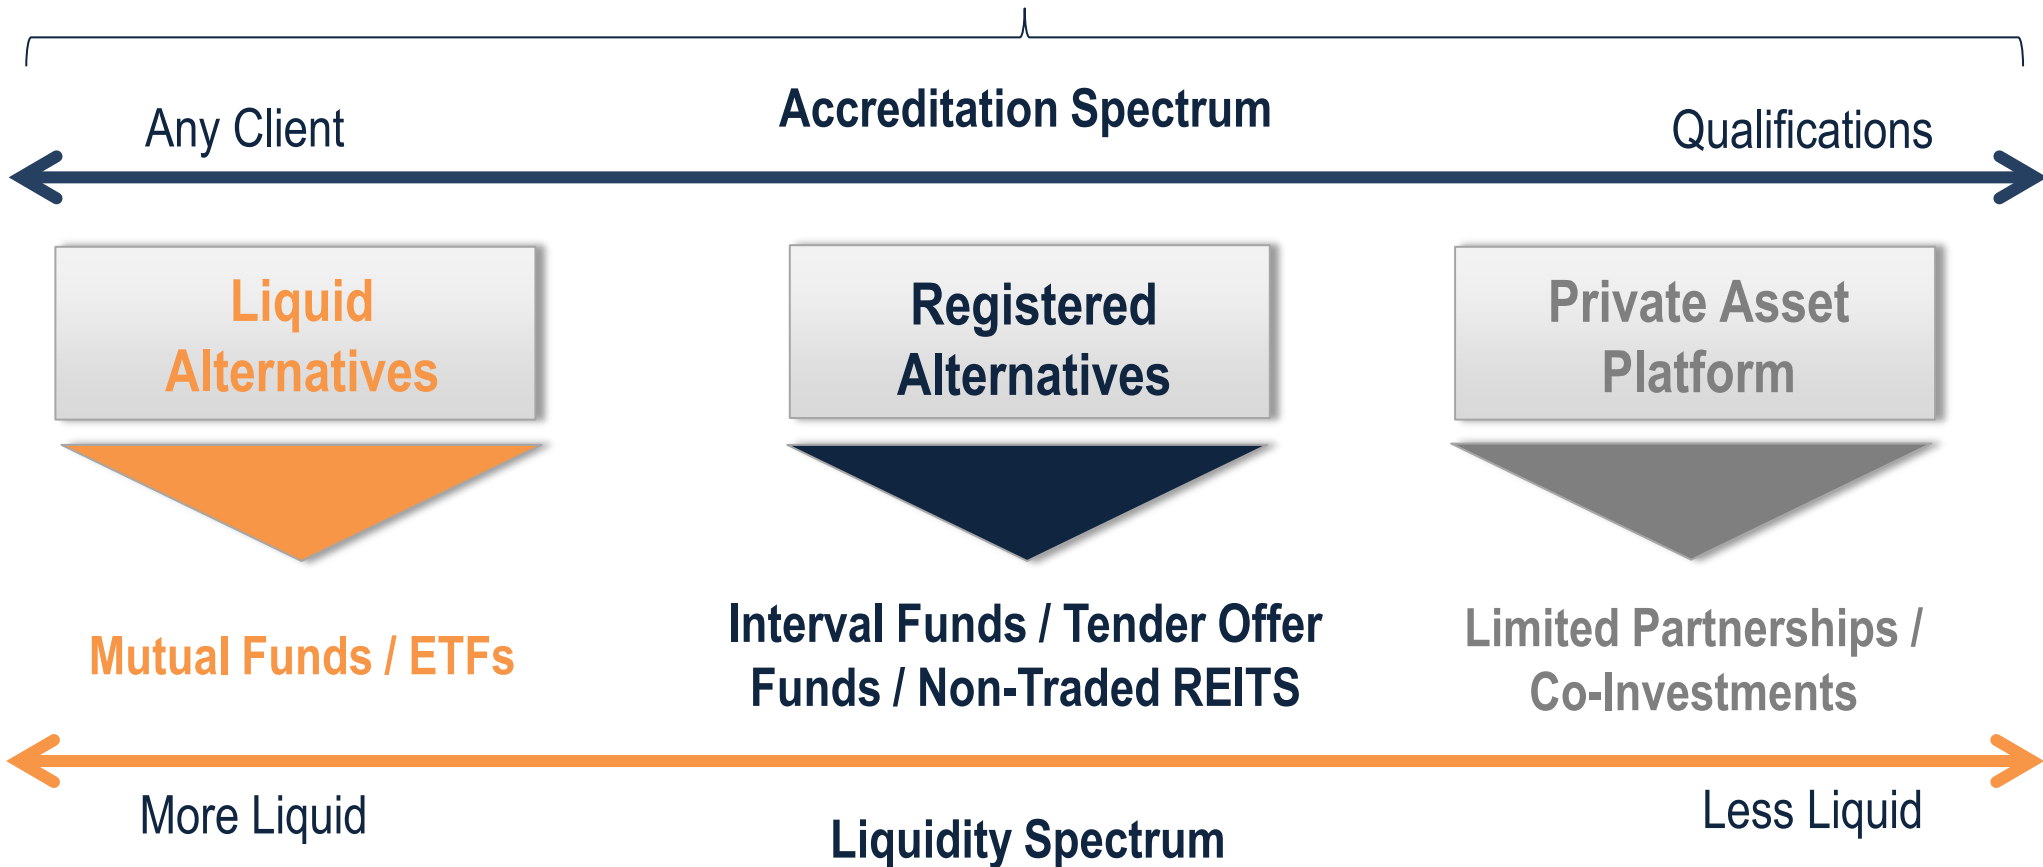 Accreditation Spectrum
Any Client
Qualifications
Liquid
Alternatives
Registered
Alternatives
Private Asset
Platform
Mutual Funds / ETFs
Interval Funds / Tender Offer
Funds / Non-Traded REITS
Limited Partnerships /
Co-Investments
More Liquid
Less Liquid
Liquidity Spectrum